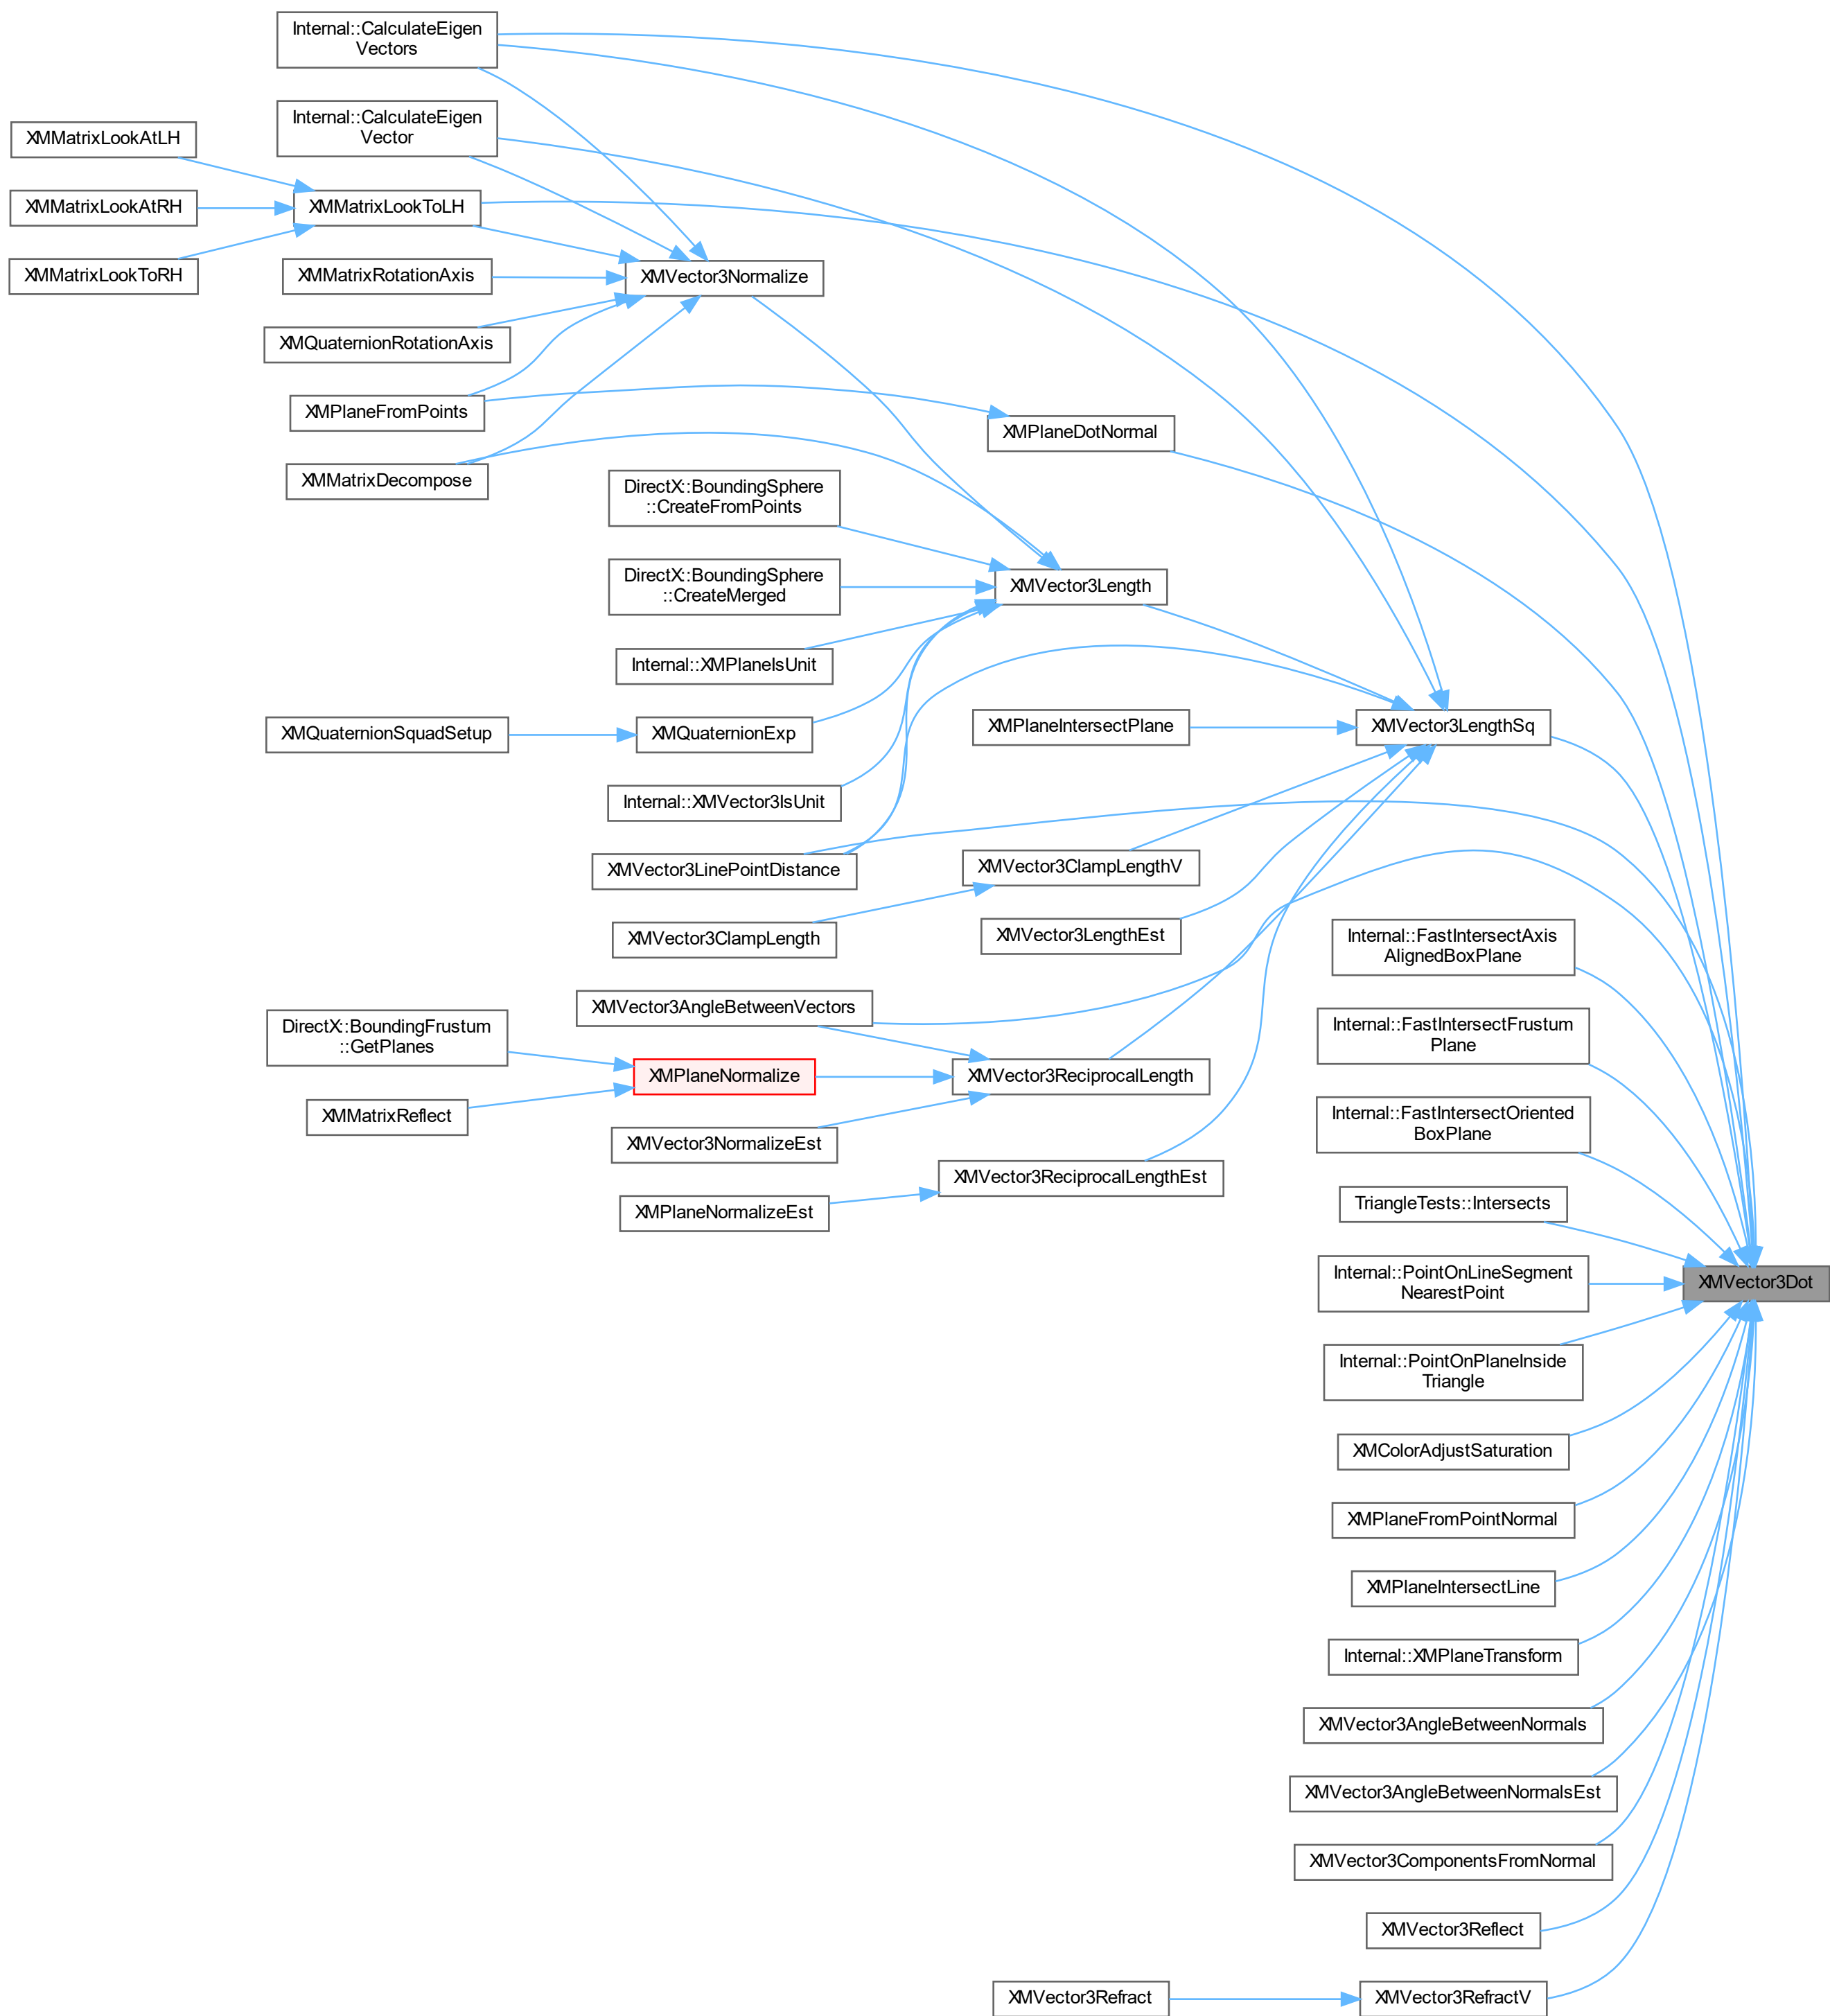 Internal::CalculateEigen
Vectors
Internal::CalculateEigen
Vector
XMMatrixLookAtLH
XMMatrixLookAtRH
XMMatrixLookToLH
XMMatrixLookToRH
XMMatrixRotationAxis
XMVector3Normalize
XMQuaternionRotationAxis
XMPlaneFromPoints
XMPlaneDotNormal
XMMatrixDecompose
DirectX::BoundingSphere
::CreateFromPoints
DirectX::BoundingSphere
::CreateMerged
XMVector3Length
Internal::XMPlaneIsUnit
XMQuaternionSquadSetup
XMQuaternionExp
XMPlaneIntersectPlane
XMVector3LengthSq
Internal::XMVector3IsUnit
XMVector3LinePointDistance
XMVector3ClampLengthV
XMVector3ClampLength
XMVector3LengthEst
Internal::FastIntersectAxis
AlignedBoxPlane
XMVector3AngleBetweenVectors
DirectX::BoundingFrustum
::GetPlanes
Internal::FastIntersectFrustum
Plane
XMPlaneNormalize
XMVector3ReciprocalLength
XMMatrixReflect
Internal::FastIntersectOriented
BoxPlane
XMVector3NormalizeEst
XMVector3ReciprocalLengthEst
XMPlaneNormalizeEst
TriangleTests::Intersects
Internal::PointOnLineSegment
NearestPoint
XMVector3Dot
Internal::PointOnPlaneInside
Triangle
XMColorAdjustSaturation
XMPlaneFromPointNormal
XMPlaneIntersectLine
Internal::XMPlaneTransform
XMVector3AngleBetweenNormals
XMVector3AngleBetweenNormalsEst
XMVector3ComponentsFromNormal
XMVector3Reflect
XMVector3Refract
XMVector3RefractV